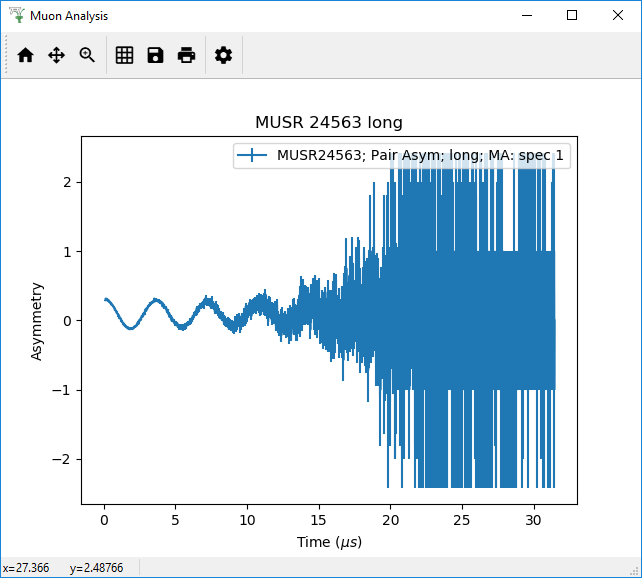 Muon Analysis
MUSR 24563 long
MUSR24563; Pair Asym; long; MA: spec 1
2
1
0
−1
−2
Asymmetry
0 5 10 15 20 25 30
Time (μs)
x=27.366 y=2.48766